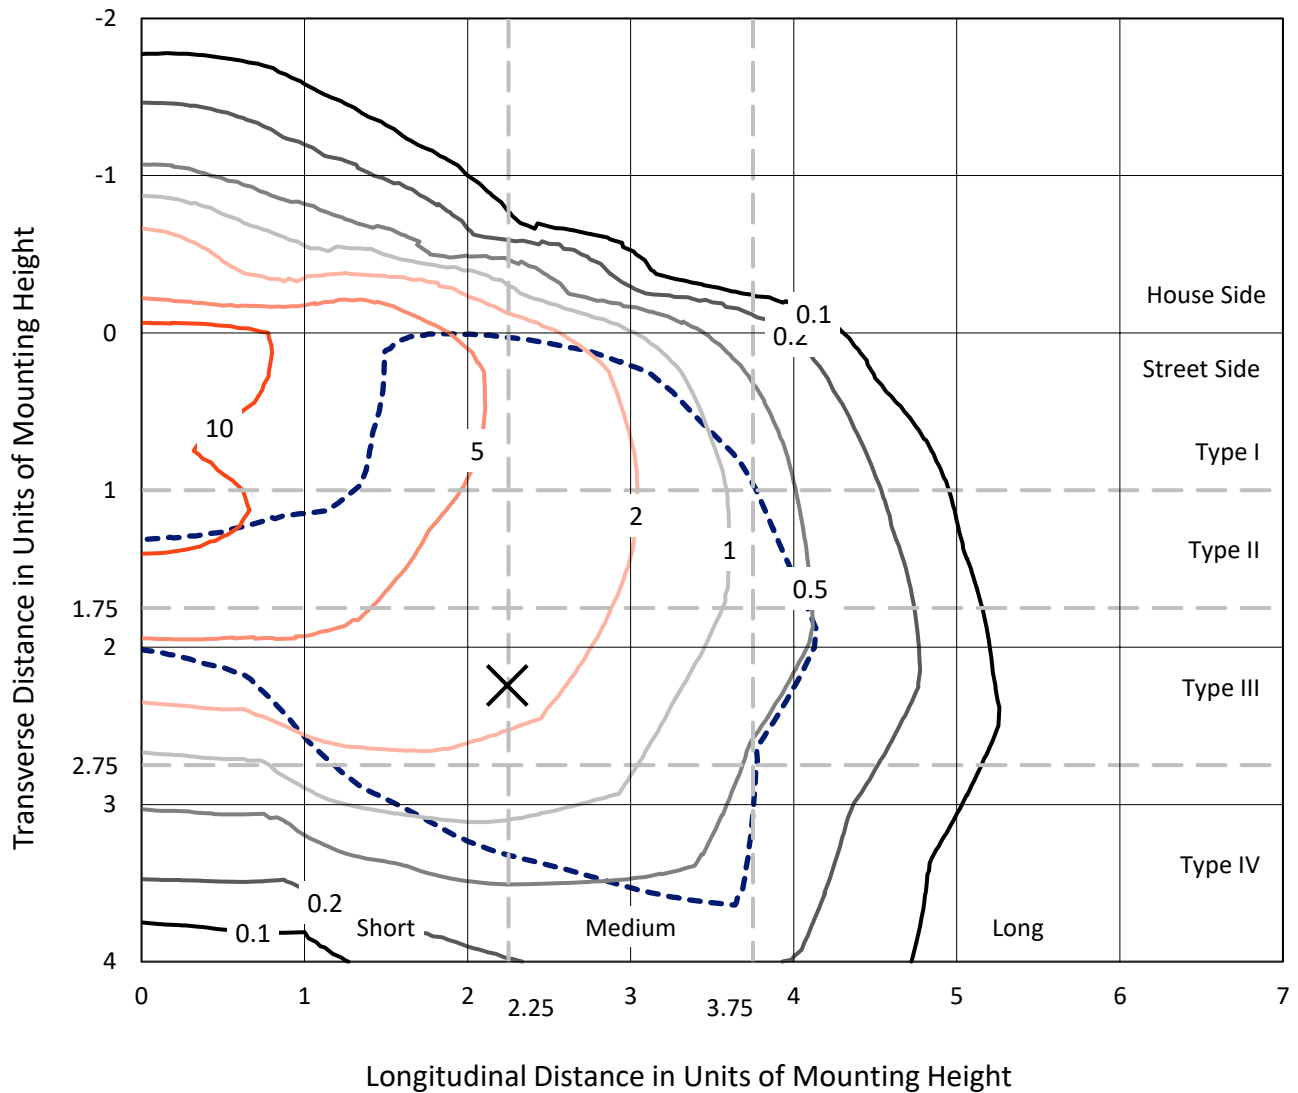 -2
-1
0
1
1.75
2
2.75
3
4
Transverse Distance in Units of Mounting Height
0.1
0.2
House Side
Street Side
10
5
Type I
2
1
Type II
0.5
Type III
Type IV
0.2
0.1
Short
Medium
Long
0
1
2
2.25
3
3.75
4
5
6
7
Longitudinal Distance in Units of Mounting Height